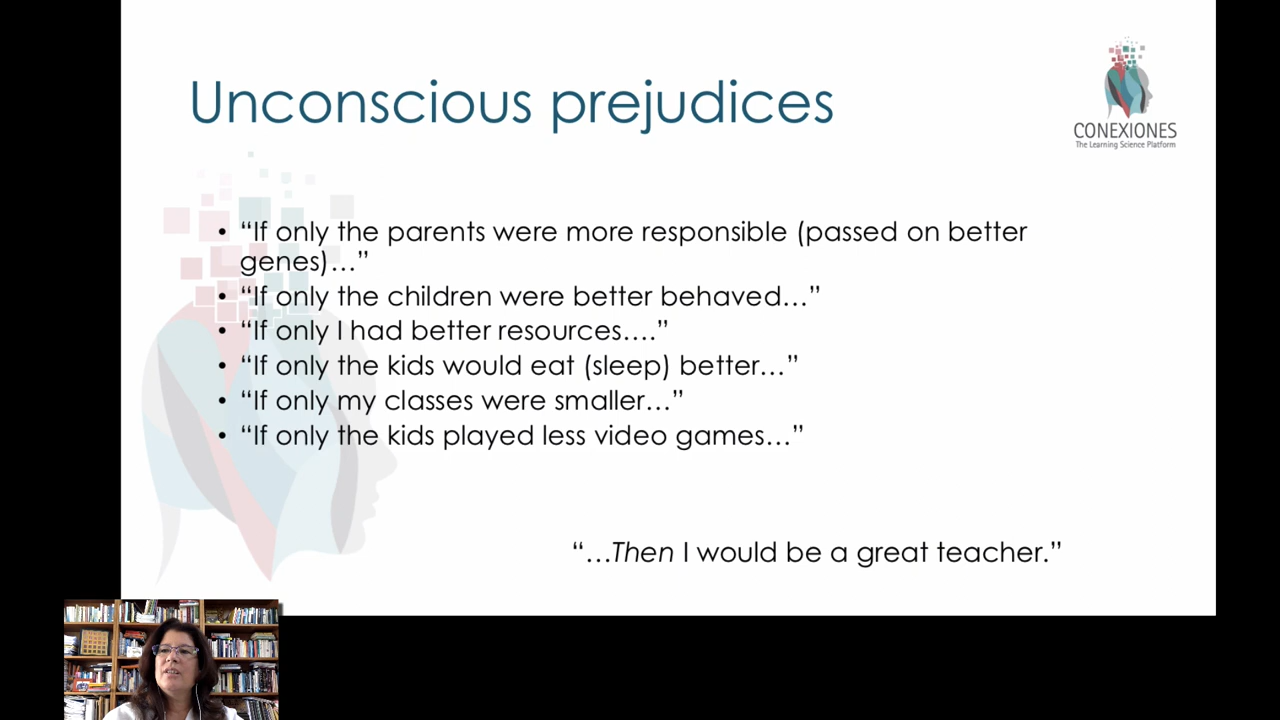 Unconscious prejudices
CONEXIONES
The Learning Science Platform
• “If only the parents were more responsible (passed on better
genes)…”
• “If only the children were better behaved…”
• “If only I had better resources….”
• “If only the kids would eat (sleep) better…”
• “If only my classes were smaller…”
• “If only the kids played less video games…”
“…Then I would be a great teacher.”